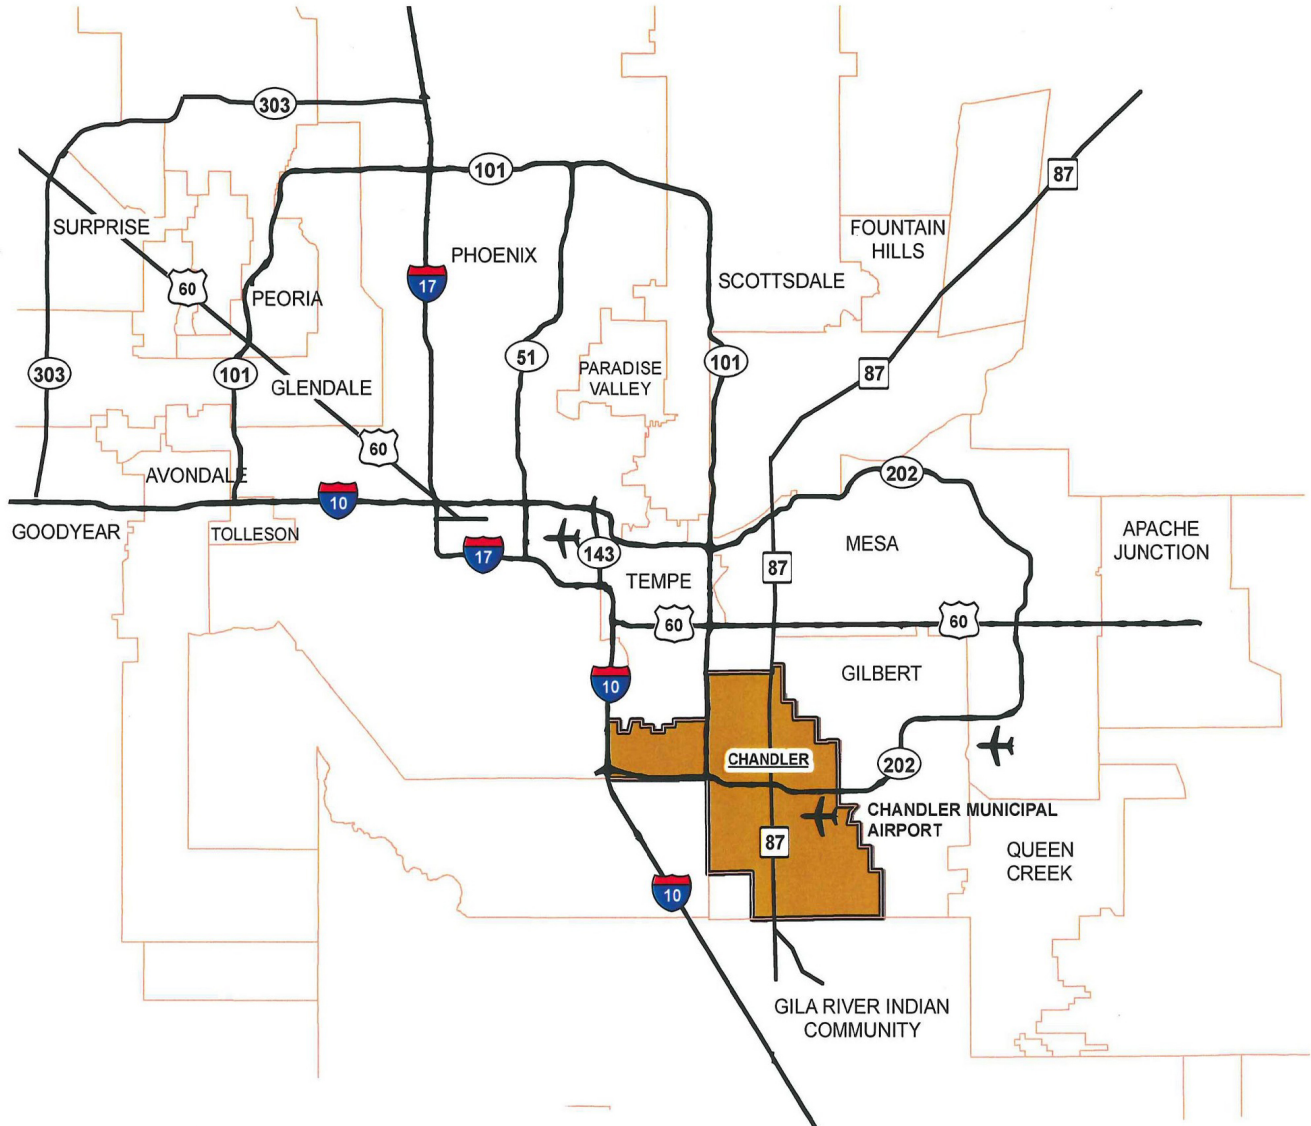 303
101
87
SURPRISE
PHOENIX
FOUNTAIN
HILLS
60
17
PEORIA
SCOTTSDALE
303
101
GLENDALE
51
PARADISE
VALLEY
101
87
60
AVONDALE
10
202
GOODYEAR
TOLLESON
17
143
87
MESA
APACHE
JUNCTION
TEMPE
60
60
10
GILBERT
CHANDLER
202
CHANDLER MUNICIPAL
AIRPORT
87
QUEEN
CREEK
10
GILA RIVER INDIAN
COMMUNITY